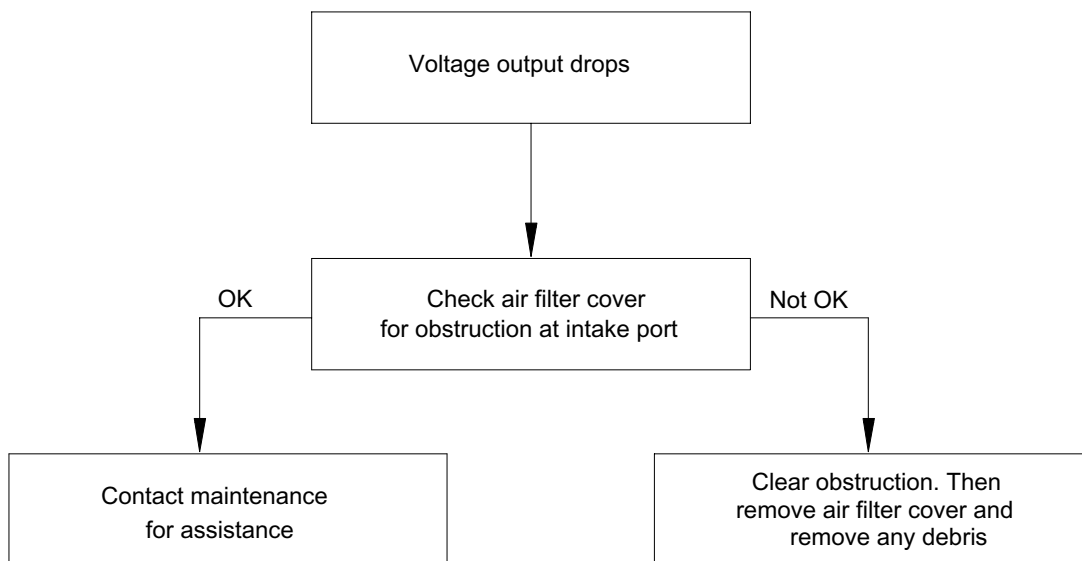 Voltage output drops
OK
Check air filter cover
for obstruction at intake port
Not OK
Contact maintenance
for assistance
Clear obstruction. Then
remove air filter cover and
remove any debris